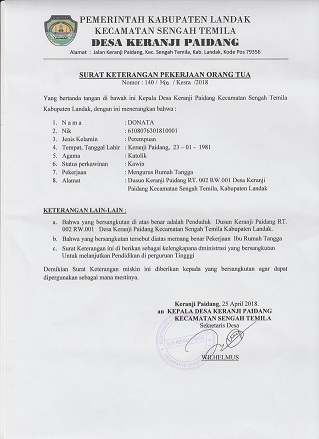 PEMERINTAH KABUPATEN LANDAK
KECAMATAN SENGAH TEMILA
DESA KERANJI PAIDANG
Alamat : Jalan Keranji Paidang, Kec. Sengah Temila, Kab. Landak, Kode Pos 79356
SURAT KETERANGAN PEKERJAAN ORANG TUA
Nomor : 140 / / Kesra /2018
Yang bertanda tangan di bawah ini Kepala Desa Keranji Paidang Kecamatan Sengah Temila
Kabupaten Landak, dengan ini menerangkan bahwa :
1. N a m a : DONATA
2. Nik : 6108076301810001
3. Jenis Kelamin : Perempuan
4. Tempat, Tanggal Lahir : Keranji Paidang, 23 – 01 - 1981
5. Agama : Katolik
6. Status perkawinan : Kawin
7. Pekerjaan : Mengurus Rumah Tangga
8. Alamat : Dusun Keranji Paidang RT. 002 RW.001 Desa Keranji
Paidang Kecamatan Sengah Temila, Kabupaten Landak
KETERANGAN LAIN-LAIN :
a. Bahwa yang bersangkutan di atas benar adalah Penduduk Dusun Keranji Paidang RT.
002 RW.001 Desa Keranji Paidang Kecamatan Sengah Temila Kabupaten Landak.
b. Bahwa yang bersangkutan tersebut diatas memang benar Pekerjaan Ibu Rumah Tangga
c. Surat Keterangan ini di berikan sebagai kelengkapana dministrasi yang bersangkutan
Untuk melanjutkan Pendidikan di perguruan Tingggi
Demikian Surat Keterangan miskin ini diberikan kepada yang bersangkutan agar dapat
dipergunakan sebagai mana mestinya.
Keranji Paidang, 25 April 2018.
an KEPALA DESA KERANJI PAIDANG
KECAMATAN SENGAH TEMILA
Sekretaris Desa
WILHELMUS